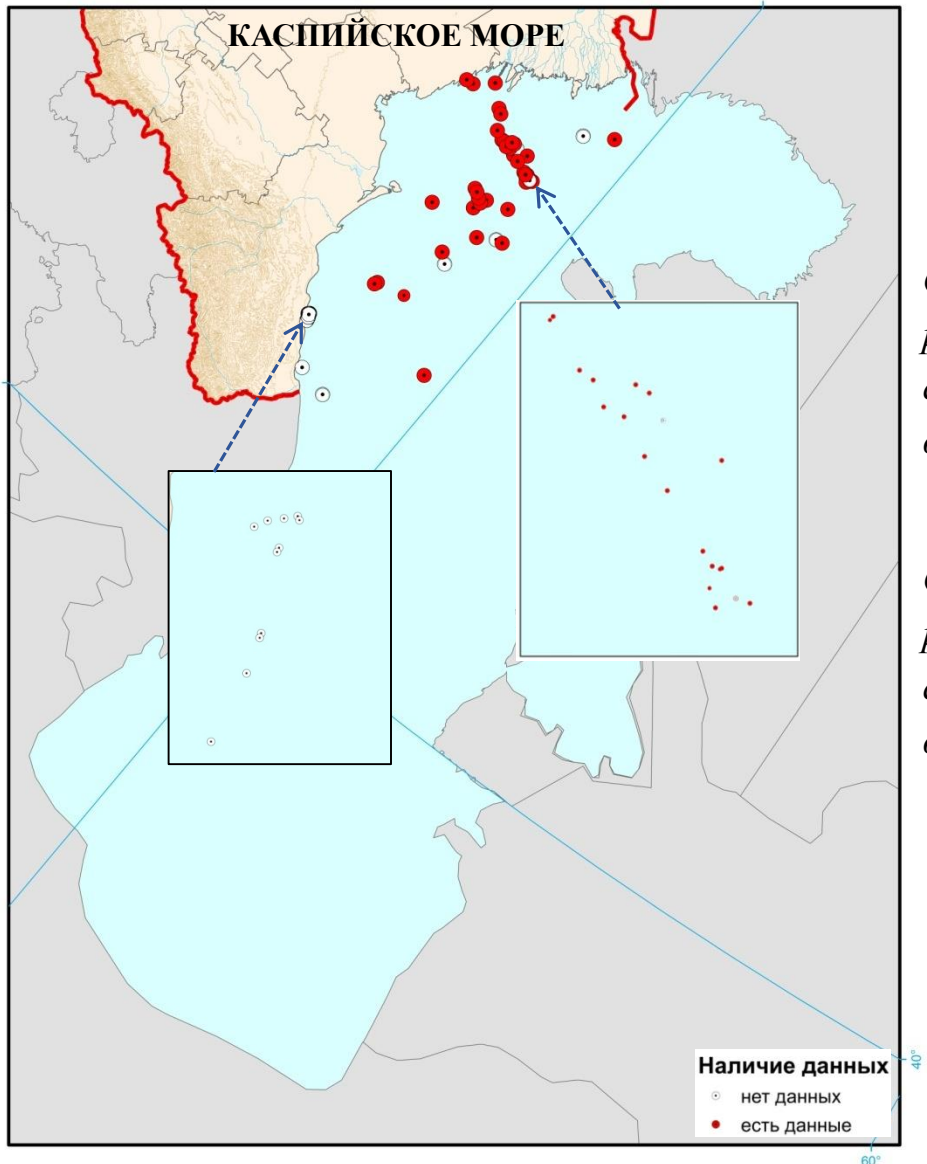 КАСПИЙСКОЕ МОРЕ
Наличие данных
нет данных
есть данные
40°
60°